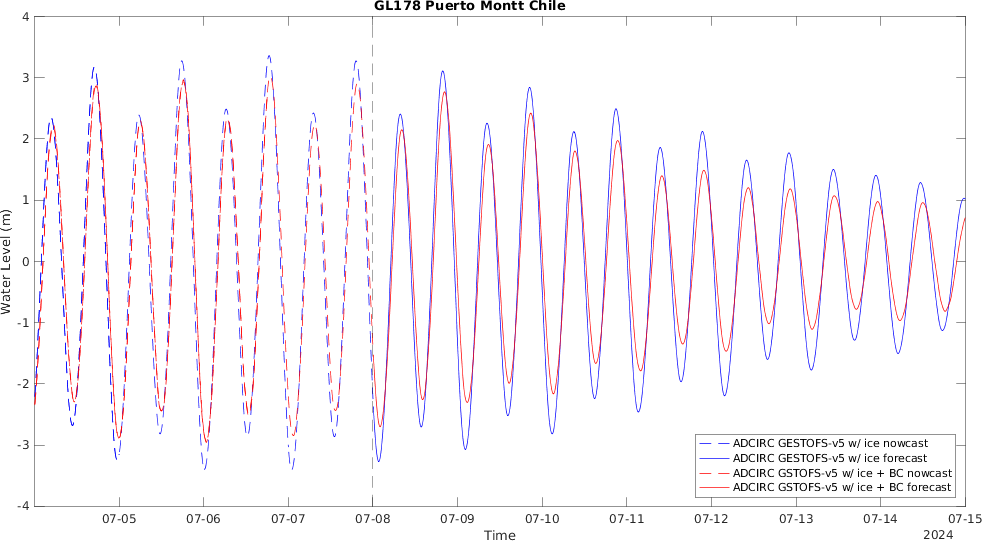 GL178 Puerto Montt Chile
4
3
2
1
0
-1
-2
-3
-4
Water Level (m)
ADCIRC GESTOFS-v5 w/ ice nowcast
ADCIRC GESTOFS-v5 w/ ice forecast
ADCIRC GSTOFS-v5 w/ ice + BC nowcast
ADCIRC GSTOFS-v5 w/ ice + BC forecast
07-05 07-06 07-07 07-08 07-09 07-10 07-11 07-12 07-13 07-14 07-15
Time
2024